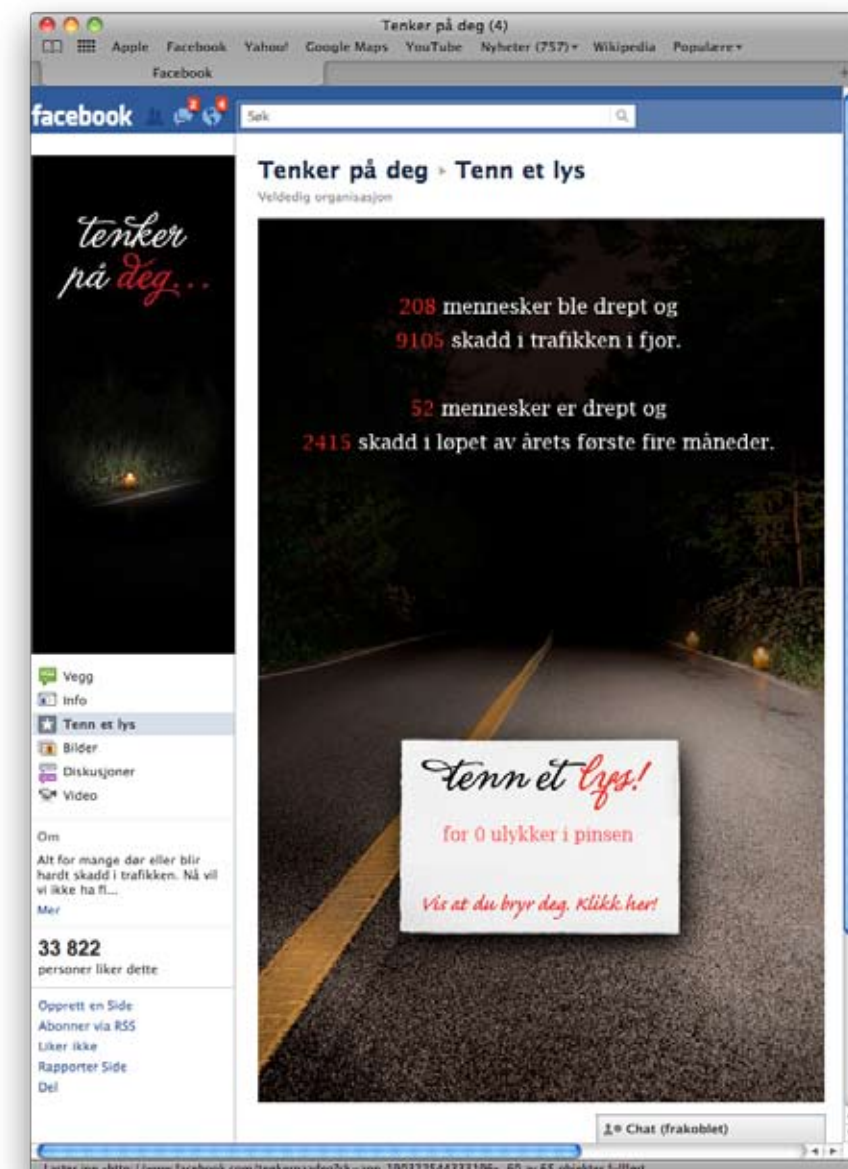 Tenker på deg (4)
Apple Facebook Yahoo! Google Maps YouTube Nyheter (757) Wikipedia Populære
Facebook
facebook 2 4 Søk
tenker
på deg...
Vegg
Info
Tenn et lys
Bilder
Diskusjoner
Video
Om
Alt for mange dør eller blir
hardt skadd i trafikken. Nå vil
vi ikke ha fl...
Mer
33 822
personer liker dette
Opprett en Side
Abonner via RSS
Liker ikke
Rapporter Side
Del
Tenker på deg ▸ Tenn et lys
Veldedig organisasjon
208 mennesker ble drept og
9105 skadd i trafikken i fjor.
52 mennesker er drept og
2415 skadd i løpet av årets første fire måneder.
tenn et lys!
for 0 ulykker i pinsen
Vis at du bryr deg. Klikk her!
Chat (frakoblet)